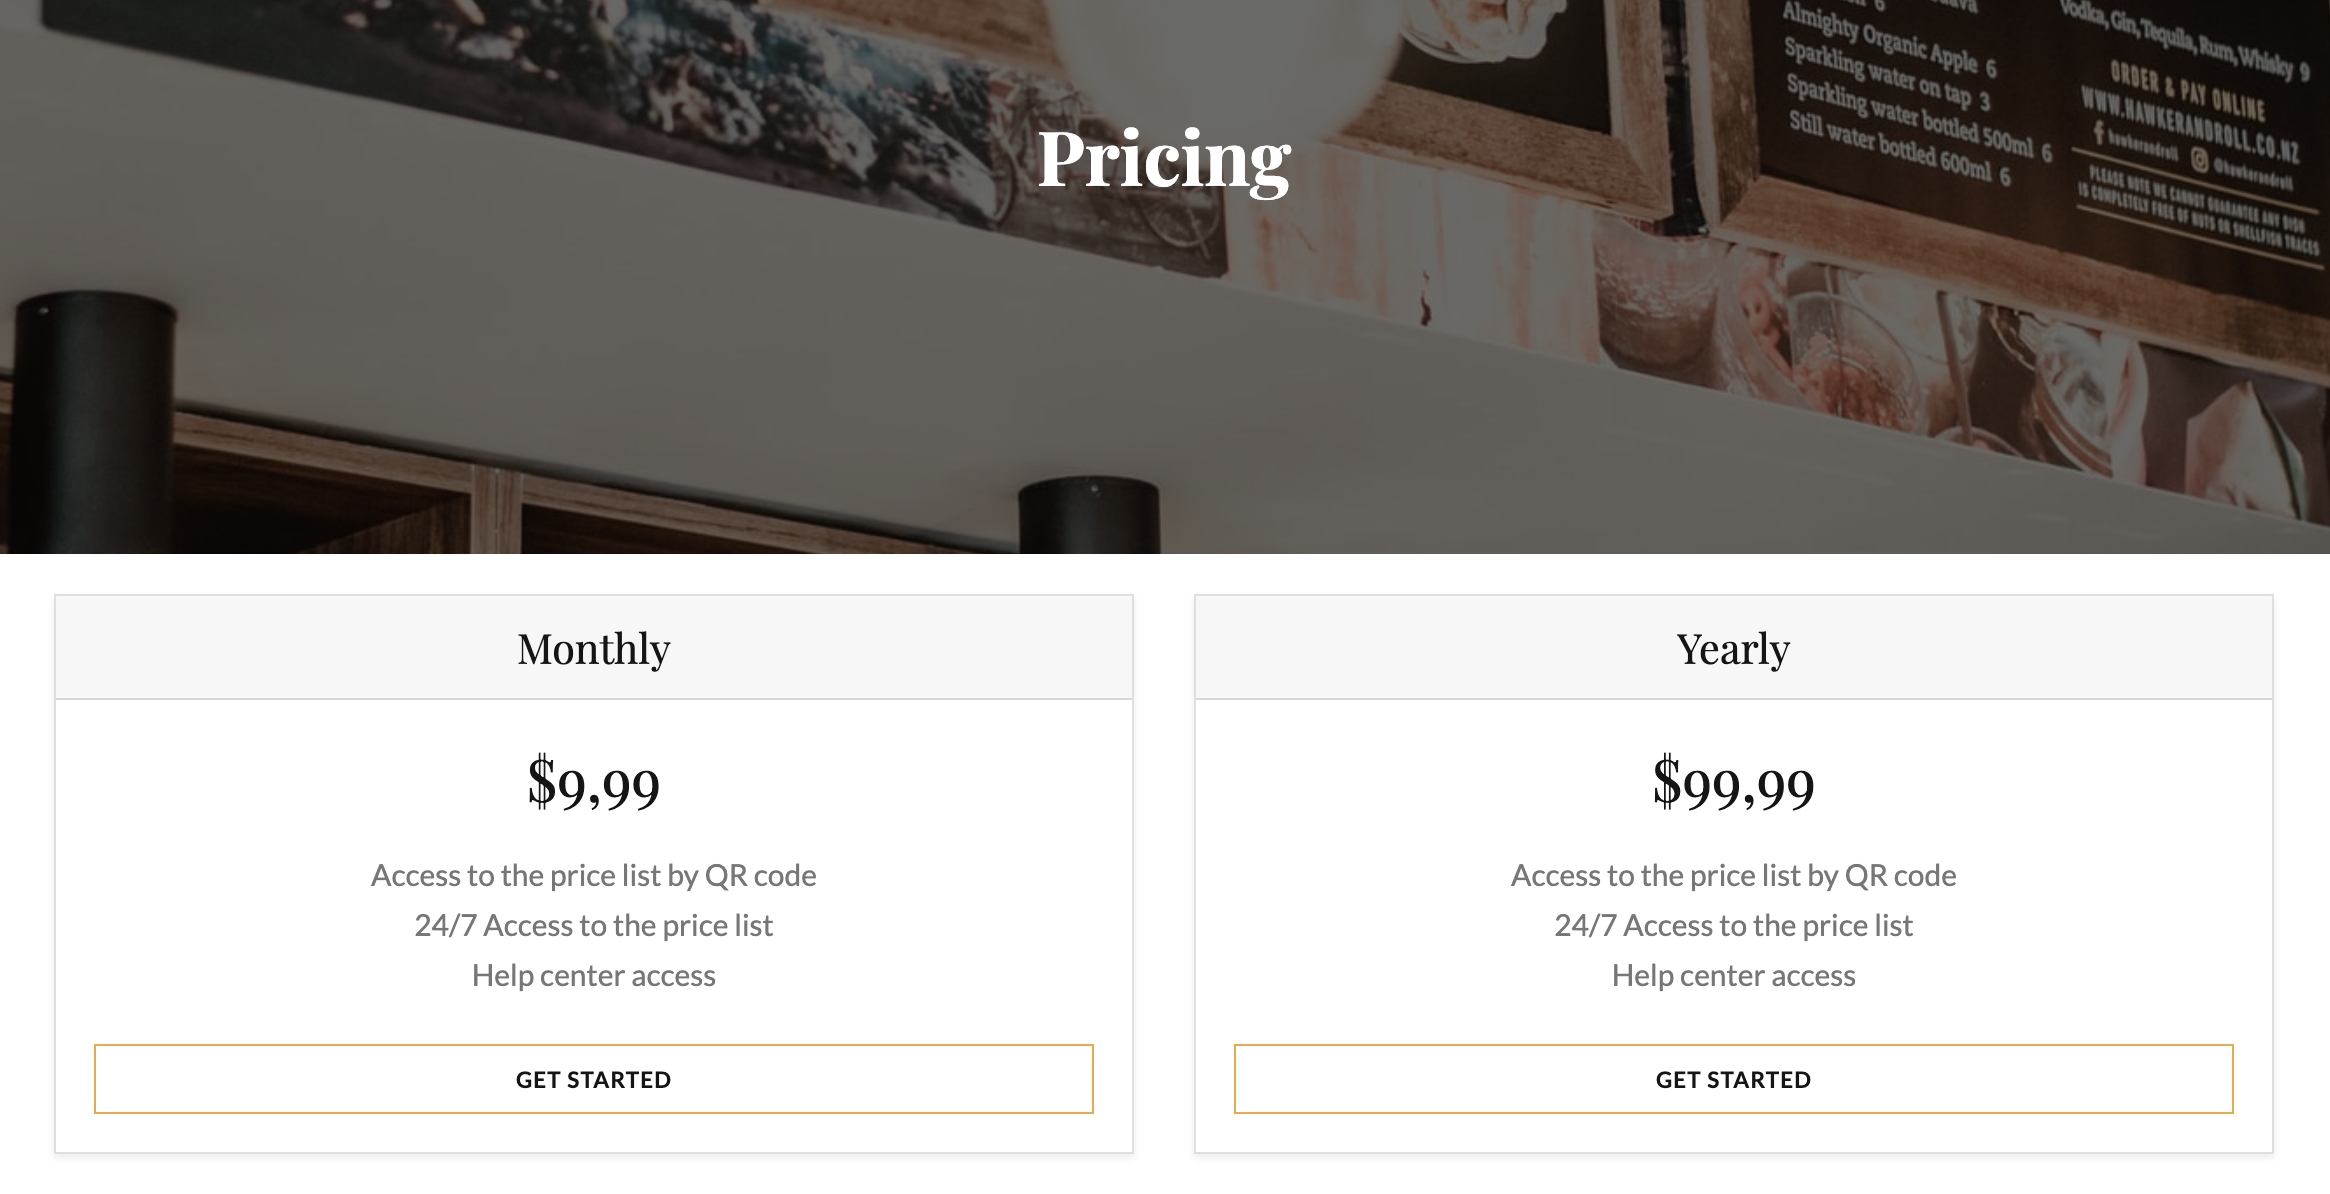 Pricing
6
Almighty Organic Apple 6
Sparkling water on tap 3
Sparkling water bottled 500ml 6
Still water bottled 600ml 6
Vodka, Gin, Tequila, Rum, Whisky 9
ORDER & PAY ONLINE
WWW.HAWKERANDROLL.CO.NZ
hawkerandroll @hawkerandroll
PLEASE NOTE WE CANNOT GUARANTEE ANY DISH
IS COMPLETELY FREE OF NUTS OR SHELLFISH TRACES
Monthly
$9,99
Access to the price list by QR code
24/7 Access to the price list
Help center access
GET STARTED
Yearly
$99,99
Access to the price list by QR code
24/7 Access to the price list
Help center access
GET STARTED